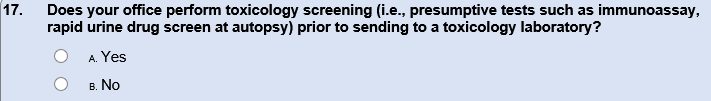 17. Does your office perform toxicology screening (i.e., presumptive tests such as immunoassay,
rapid urine drug screen at autopsy) prior to sending to a toxicology laboratory?
A. Yes
B. No